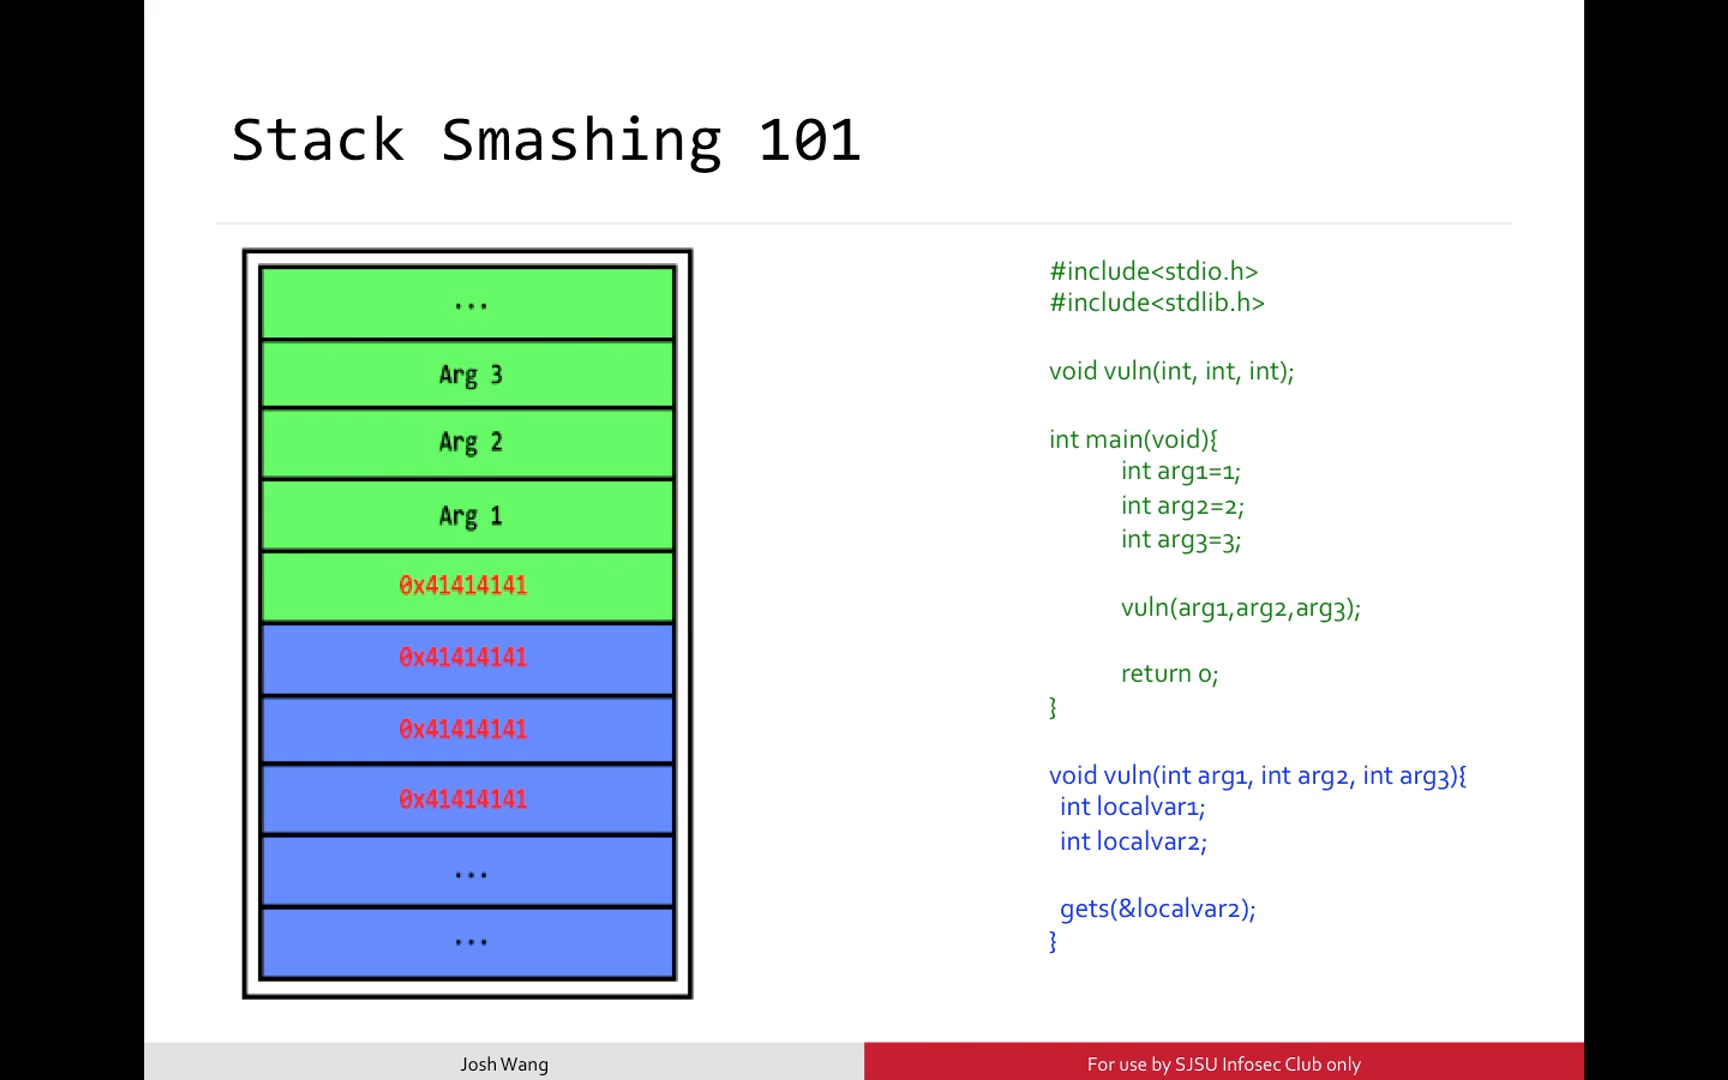 Stack Smashing 101
...
Arg 3
Arg 2
Arg 1
0x41414141
0x41414141
0x41414141
0x41414141
...
...
#include<stdio.h>
#include<stdlib.h>
void vuln(int, int, int);
int main(void){
int arg1=1;
int arg2=2;
int arg3=3;
vuln(arg1,arg2,arg3);
return 0;
}
void vuln(int arg1, int arg2, int arg3){
int localvar1;
int localvar2;
gets(&localvar2);
}
Josh Wang
For use by SJSU Infosec Club only